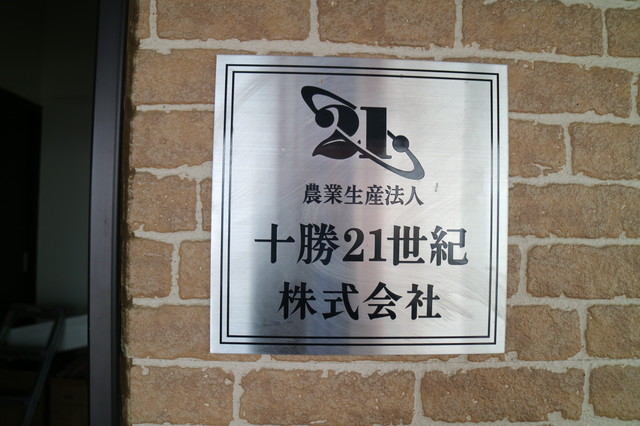 21
農業生産法人
十勝21世紀
株式会社